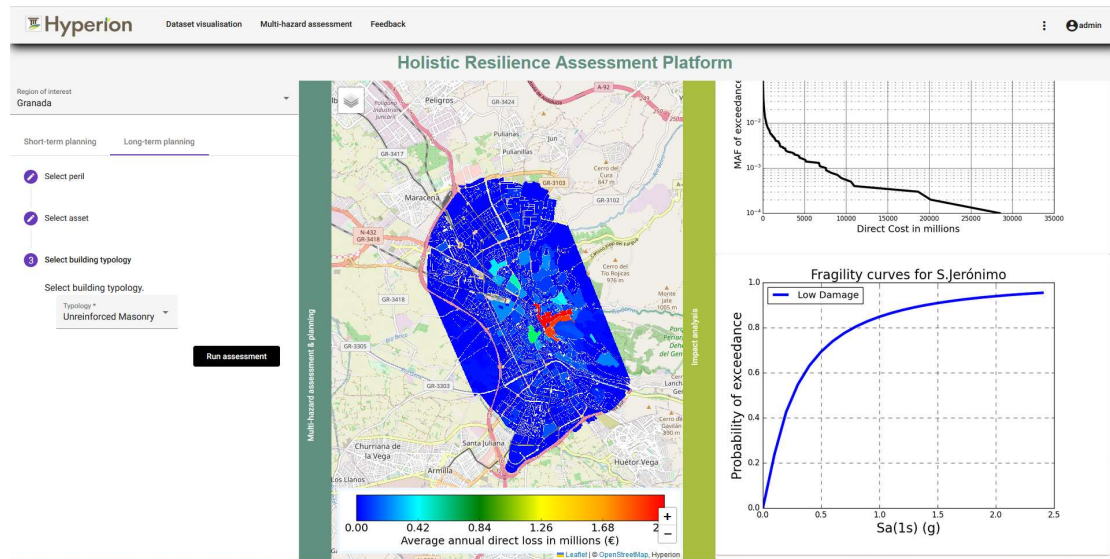 Hyperion
Dataset visualisation
Multi-hazard assessment
Feedback
admin
Holistic Resilience Assessment Platform
Region of interest
Granada
Short-term planning
Long-term planning
Select peril
Select asset
3
Select building typology
Select building typology.
Typology *
Unreinforced Masonry
Run assessment
Multi-hazard assessment & planning
Peligros
GR-3424
A-92
Pulianas
Jun
Pulianillas
GR-3417
GR-3103
Cerro del
Cura
647 m
GR-3102
Maracena
N-432
GR-3418
Cerro del
Tío Rojicas
976 m
GR-3418
Monte
1005 m
GR-3305
GR-3303
Churriana de
la Vega
Armilla
Santa Juliana
Huétor Vega
Los Llanos
0.00
0.42
0.84
1.26
1.68
Average annual direct loss in millions (€)
+
−
Leaflet | © OpenStreetMap, Hyperion
Impact analysis
MAF of exceedance
10⁻²
10⁻³
10⁻⁴
0
5000
10000
15000
20000
25000
30000
35000
Direct Cost in millions
Fragility curves for S.Jerónimo
Low Damage
Probability of exceedance
1.0
0.8
0.6
0.4
0.2
0.0
0.0
0.5
1.0
1.5
2.0
2.5
Sa(1s) (g)